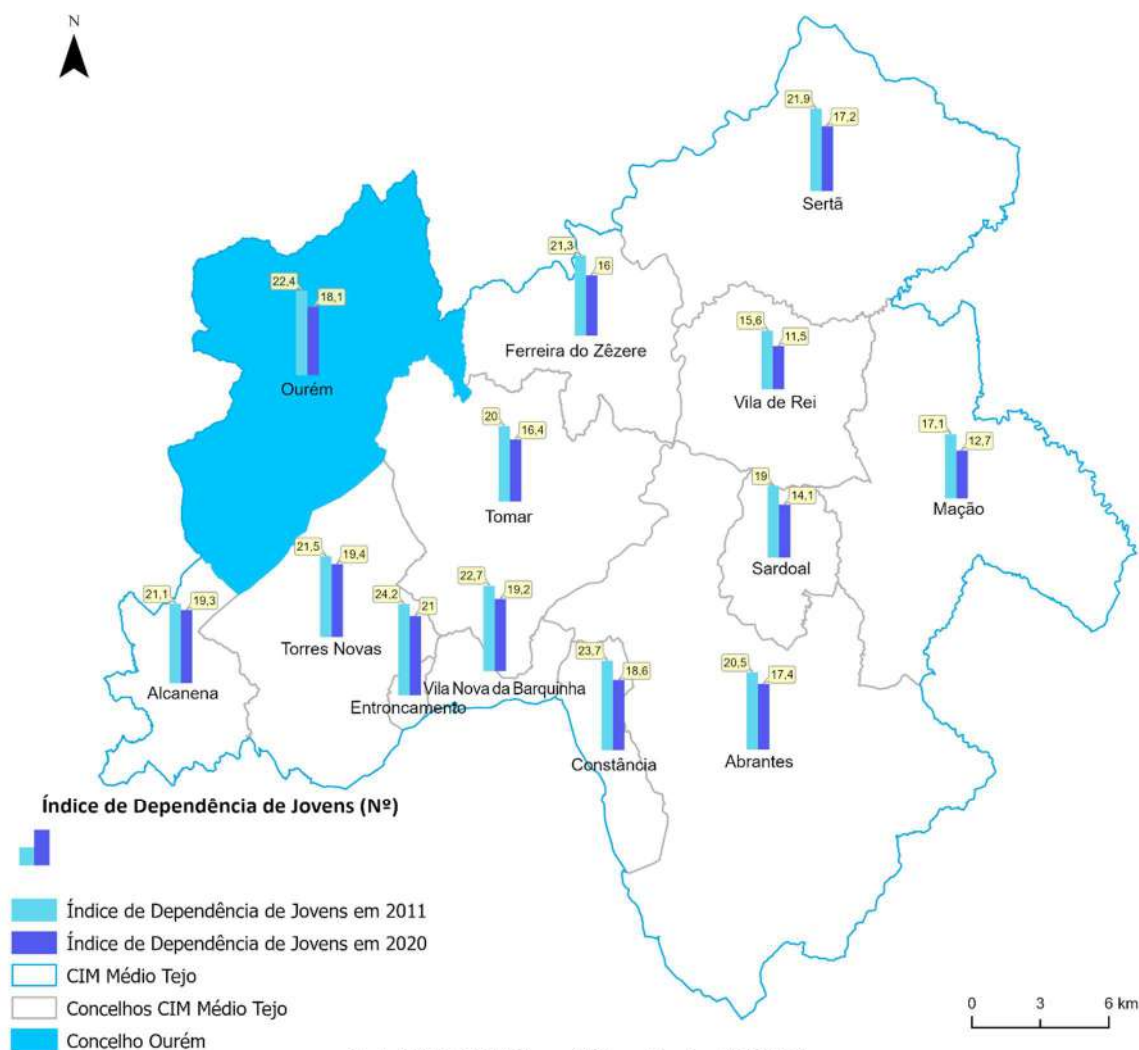 N
21,9
17,2
Sertã
21,3
16
Ferreira do Zêzere
22,4
18,1
Ourém
15,6
11,5
Vila de Rei
20
16,4
Tomar
17,1
12,7
Mação
19
14,1
Sardoal
21,5
19,4
Torres Novas
21,1
19,3
Alcanena
24,2
21
Entroncamento
22,7
19,2
Vila Nova da Barquinha
23,7
18,6
Constância
20,5
17,4
Abrantes
Índice de Dependência de Jovens (Nº)
Índice de Dependência de Jovens em 2011
Índice de Dependência de Jovens em 2020
CIM Médio Tejo
Concelhos CIM Médio Tejo
Concelho Ourém
0 3 6 km